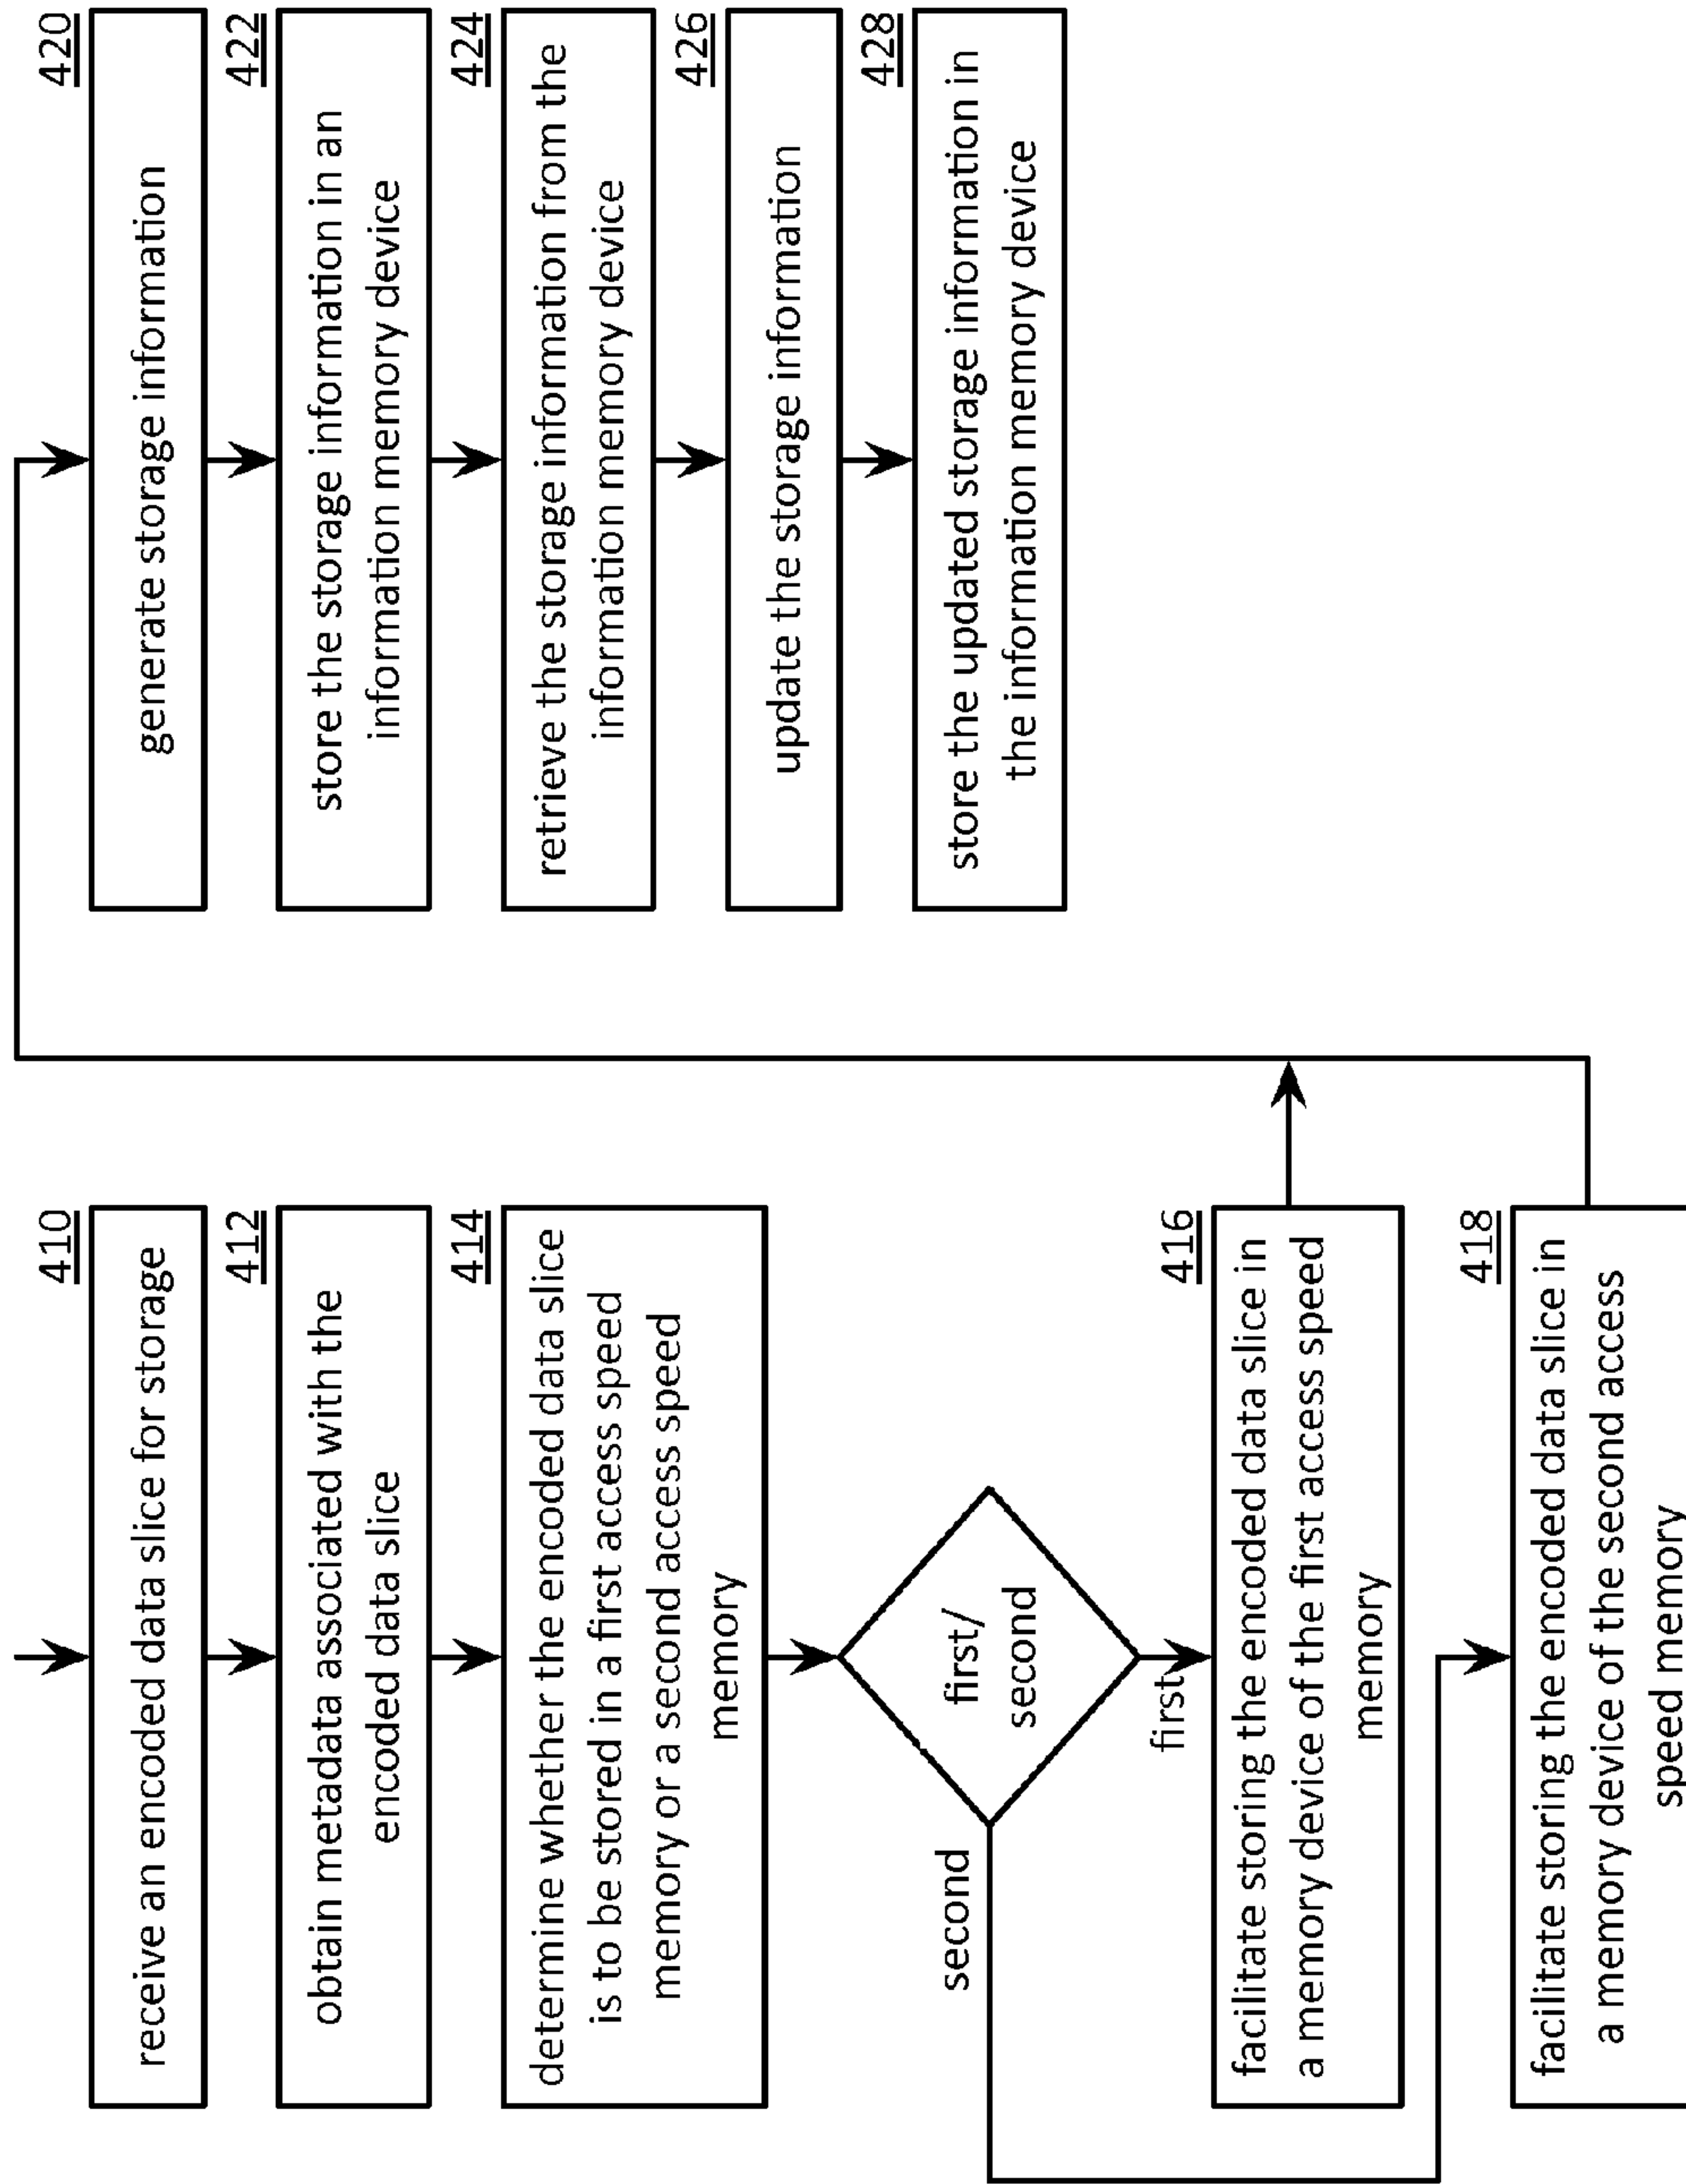 410
receive an encoded data slice for storage
412
obtain metadata associated with the
encoded data slice
414
determine whether the encoded data slice
is to be stored in a first access speed
memory or a second access speed
memory
first/
second
second
first
416
facilitate storing the encoded data slice in
a memory device of the first access speed
memory
418
facilitate storing the encoded data slice in
a memory device of the second access
speed memory
420
generate storage information
422
store the storage information in an
information memory device
424
retrieve the storage information from the
information memory device
426
update the storage information
428
store the updated storage information in
the information memory device